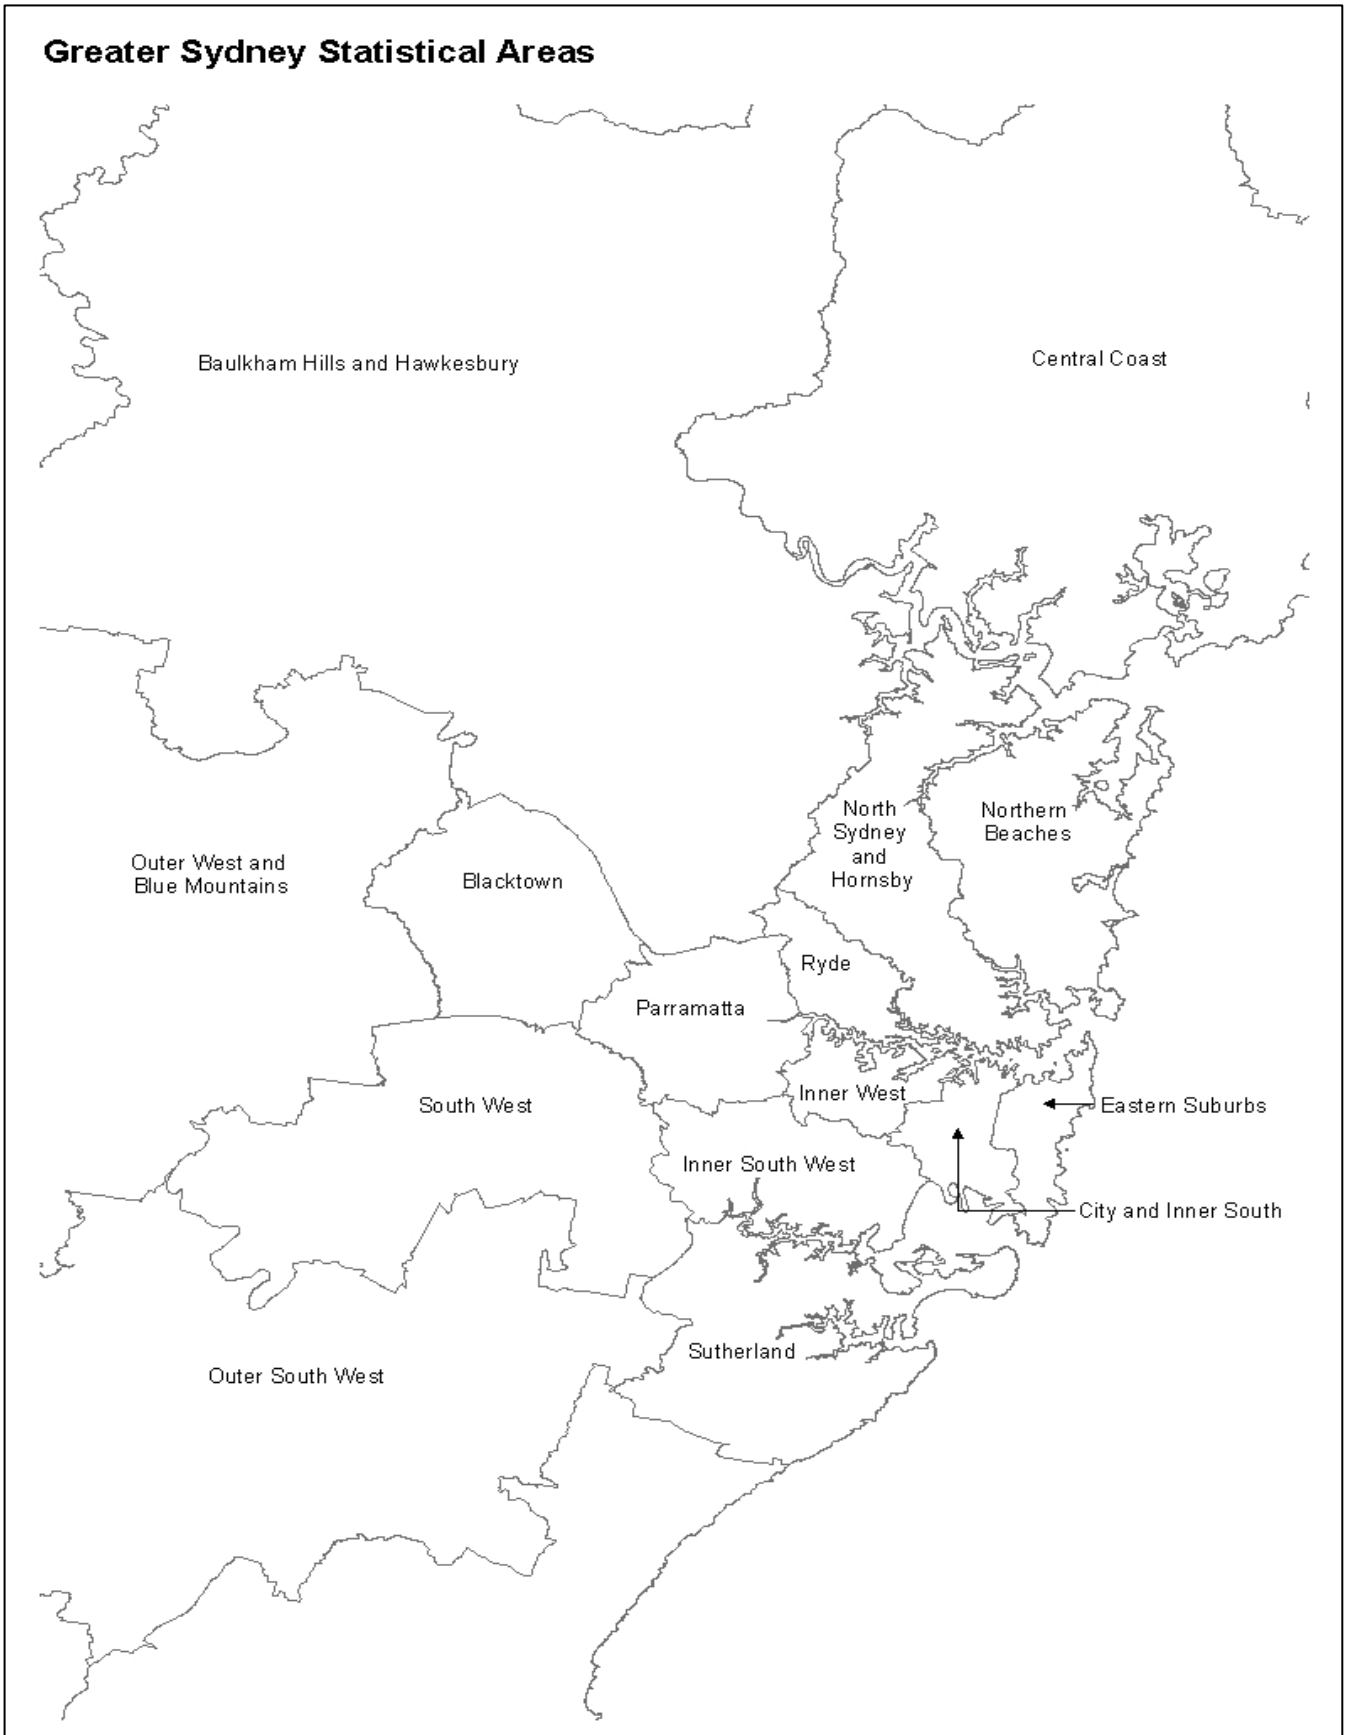 Greater Sydney Statistical Areas
Baulkham Hills and Hawkesbury
Central Coast
North
Sydney
and
Hornsby
Northern
Beaches
Outer West and
Blue Mountains
Blacktown
Ryde
Parramatta
Inner West
South West
Eastern Suburbs
Inner South West
City and Inner South
Sutherland
Outer South West